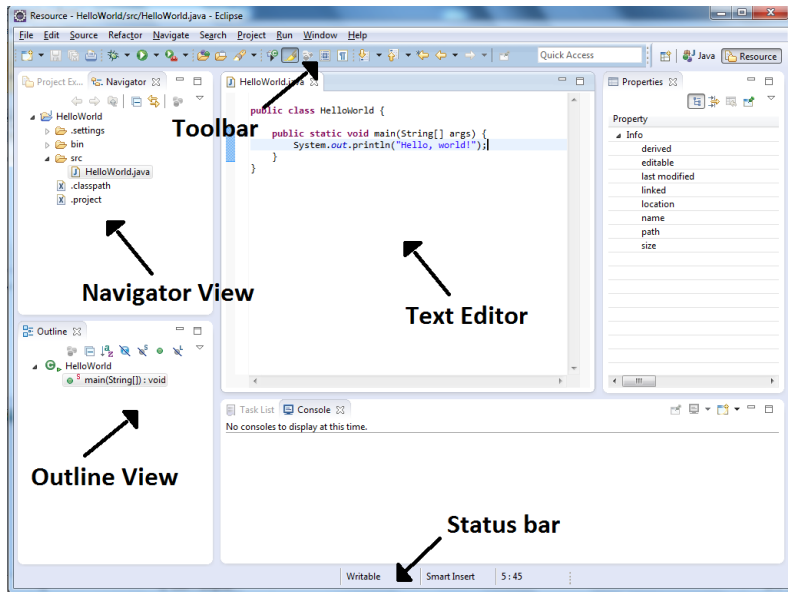 Resource - HelloWorld/src/HelloWorld.java - Eclipse
File Edit Source Refactor Navigate Search Project Run Window Help
Quick Access
Java
Resource
Project Ex...
Navigator
HelloWorld
.settings
bin
src
HelloWorld.java
.classpath
.project
Navigator View
Toolbar
HelloWorld.java
public class HelloWorld {
public static void main(String[] args) {
System.out.println("Hello, world!");
}
}
Text Editor
Properties
Property
Info
derived
editable
last modified
linked
location
name
path
size
Outline
HelloWorld
main(String[]) : void
Outline View
Task List
Console
No consoles to display at this time.
Status bar
Writable
Smart Insert
5 : 45